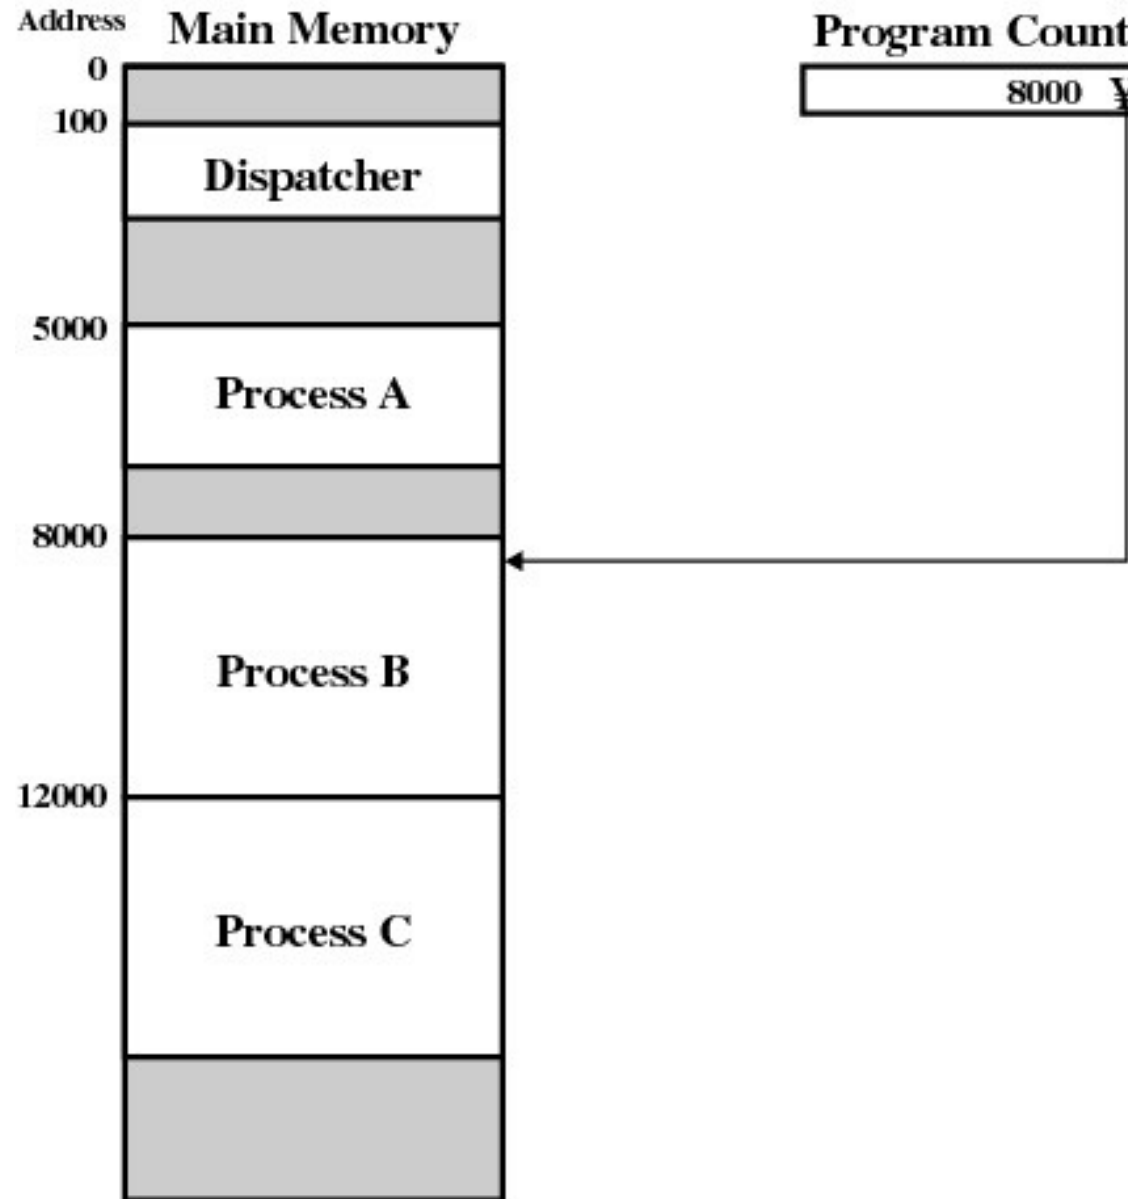 Address
Main Memory
Program Count
0
8000 ¥
100
Dispatcher
5000
Process A
8000
Process B
12000
Process C